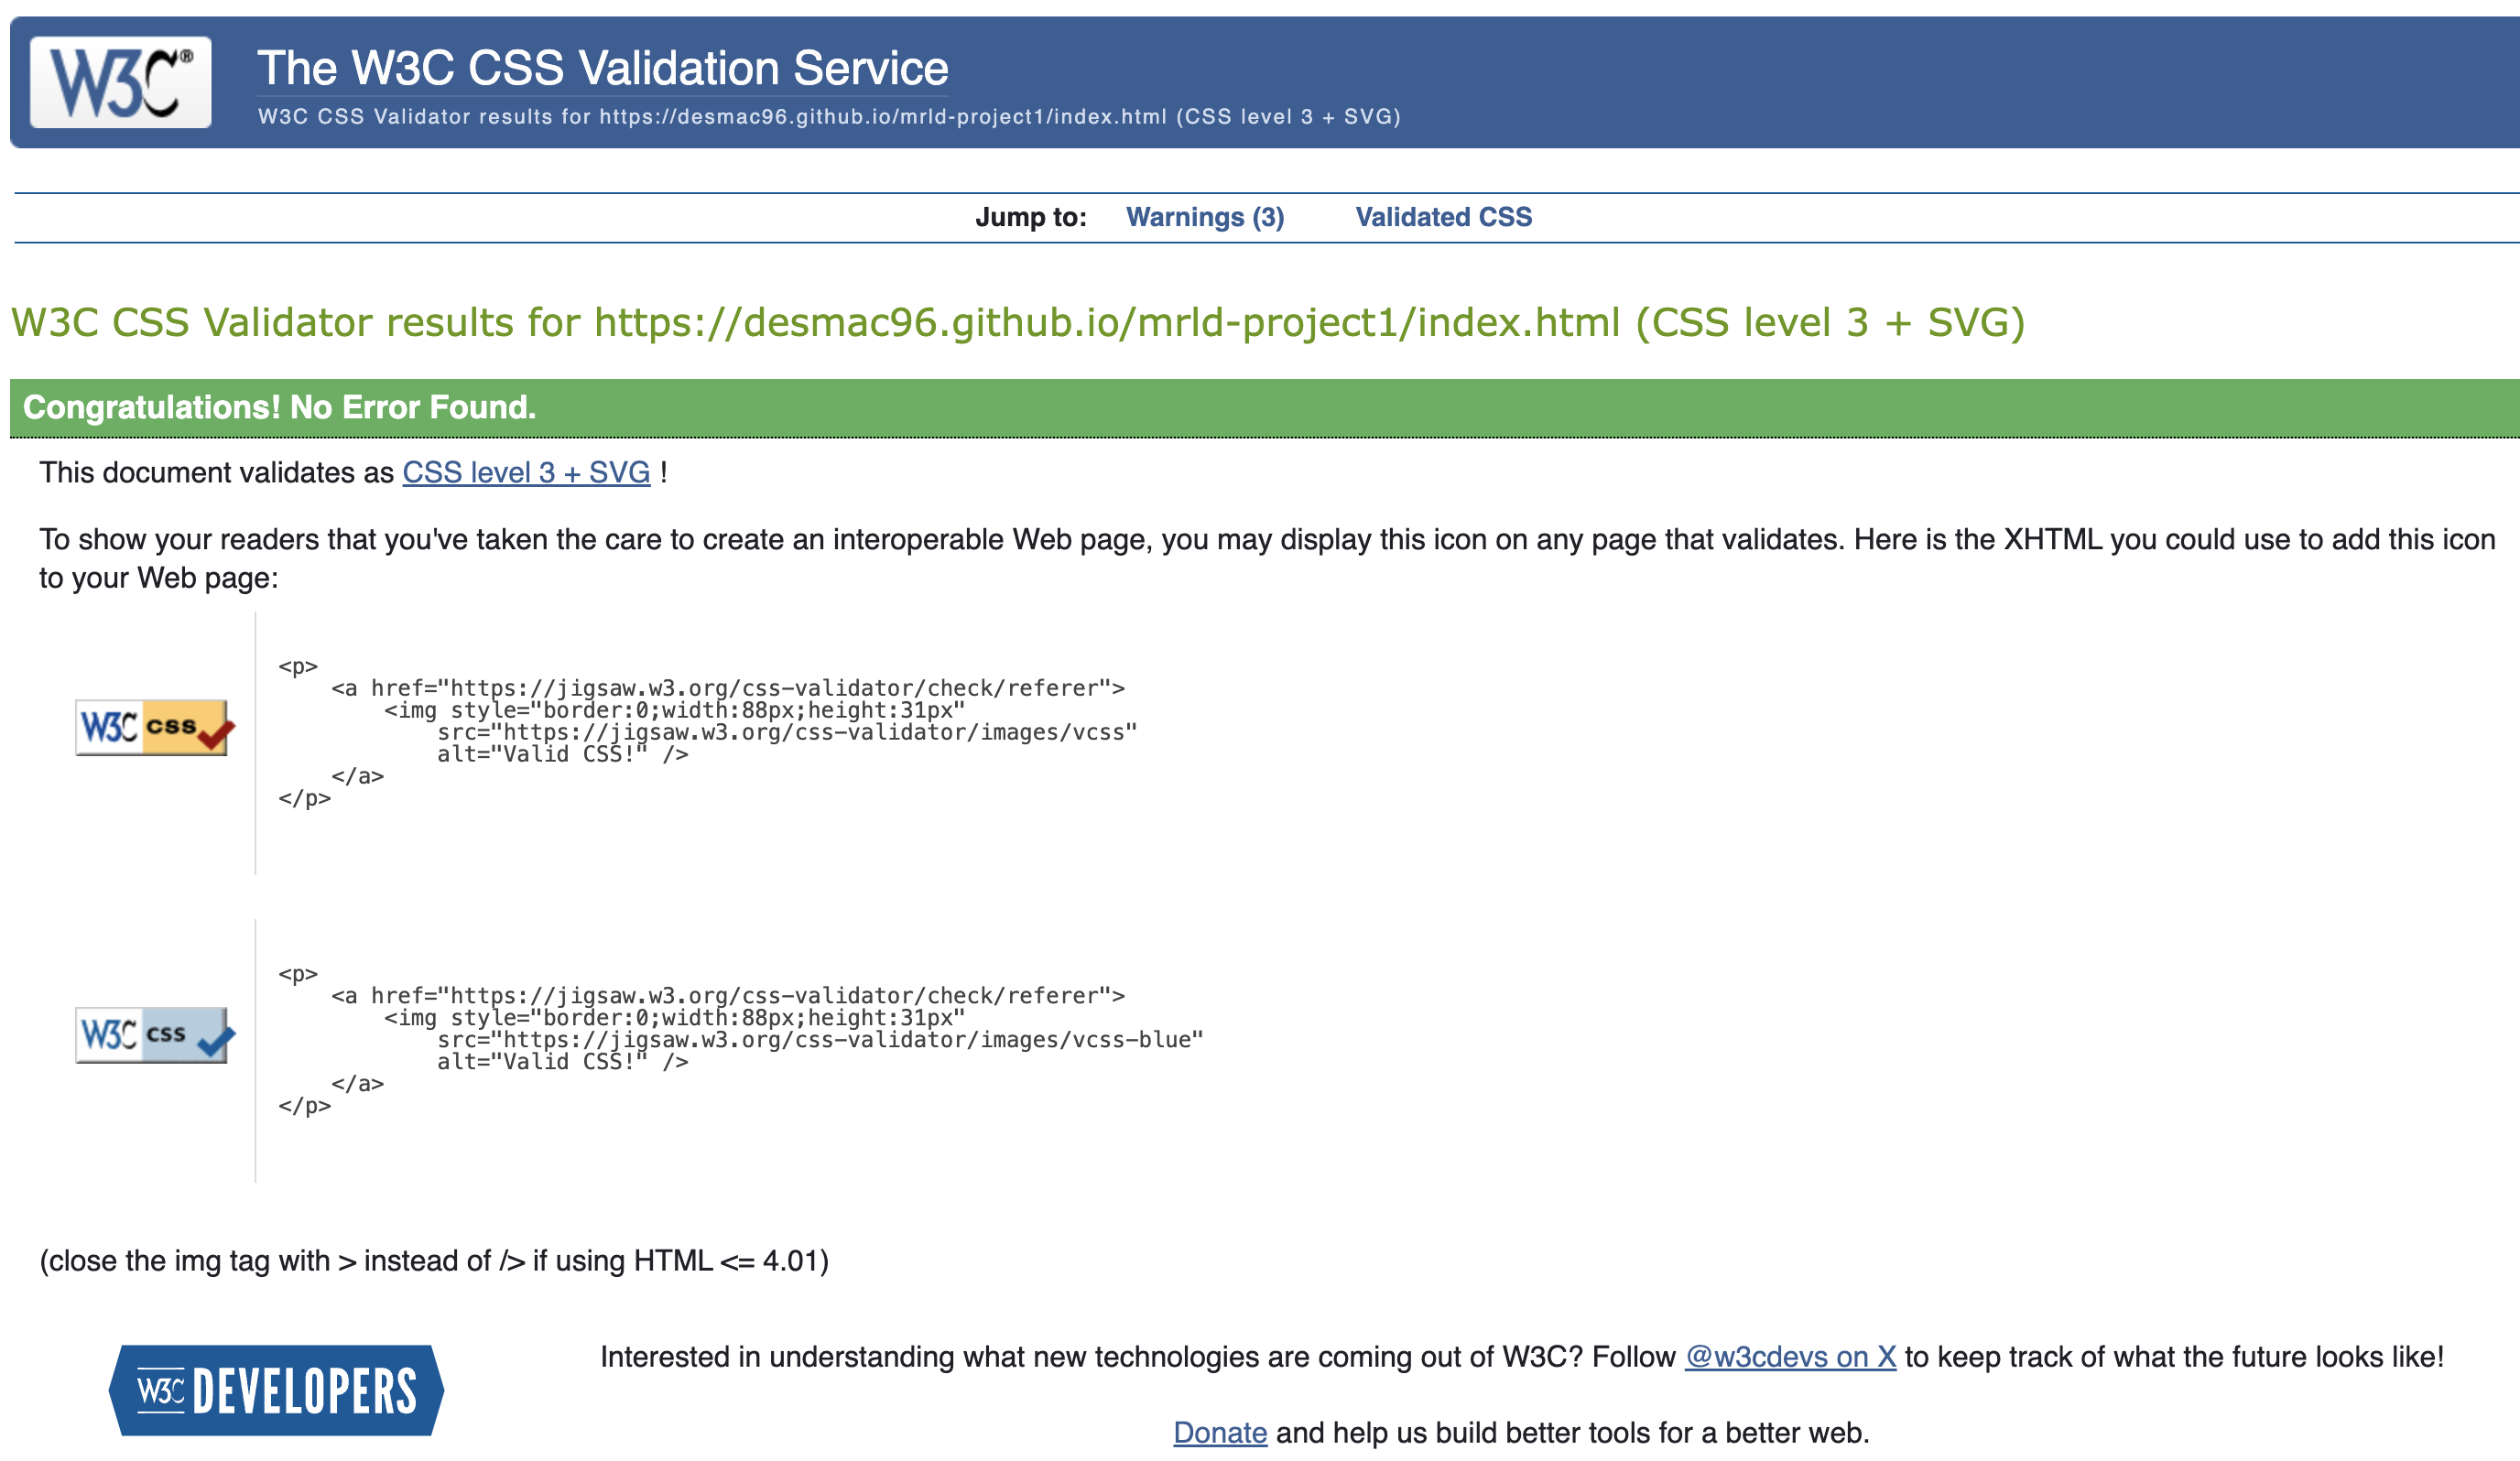 W3C®
The W3C CSS Validation Service
W3C CSS Validator results for https://desmac96.github.io/mrld-project1/index.html (CSS level 3 + SVG)
Jump to: Warnings (3) Validated CSS
W3C CSS Validator results for https://desmac96.github.io/mrld-project1/index.html (CSS level 3 + SVG)
Congratulations! No Error Found.
This document validates as CSS level 3 + SVG !
To show your readers that you've taken the care to create an interoperable Web page, you may display this icon on any page that validates. Here is the XHTML you could use to add this icon
to your Web page:
<p>
    <a href="https://jigsaw.w3.org/css-validator/check/referer">
        <img style="border:0;width:88px;height:31px"
            src="https://jigsaw.w3.org/css-validator/images/vcss"
            alt="Valid CSS!" />
    </a>
</p>
W3C css
<p>
    <a href="https://jigsaw.w3.org/css-validator/check/referer">
        <img style="border:0;width:88px;height:31px"
            src="https://jigsaw.w3.org/css-validator/images/vcss-blue"
            alt="Valid CSS!" />
    </a>
</p>
W3C css
(close the img tag with > instead of /> if using HTML <= 4.01)
W3C DEVELOPERS
Interested in understanding what new technologies are coming out of W3C? Follow @w3cdevs on X to keep track of what the future looks like!
Donate and help us build better tools for a better web.